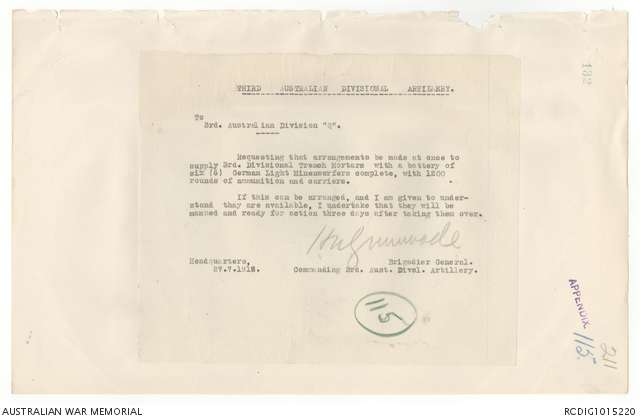 132
THIRD AUSTRALIAN DIVISIONAL ARTILLERY.
To
3rd. Australian Division "Q".
Requesting that arrangements be made at once to
supply 3rd. Divisional Trench Mortars with a battery of
six (6) German Light Minenwerfers complete, with 1200
rounds of ammunition and carriers.
If this can be arranged, and I am given to under-
stand they are available, I undertake that they will be
manned and ready for action three days after taking them over.
HWGrimwade
Headquarters, Brigadier General.
27.7.1918. Commanding 3rd. Aust. Divnl. Artillery.
115
APPENDIX
115
211
AUSTRALIAN WAR MEMORIAL
RCDIG1015220